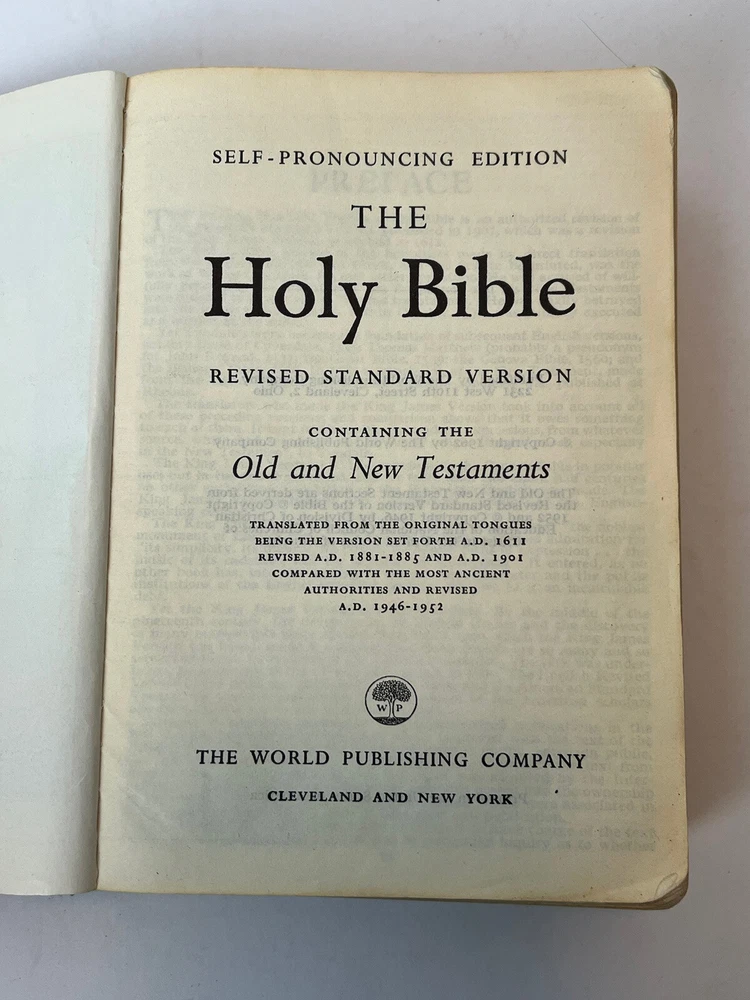 SELF-PRONOUNCING EDITION
THE
Holy Bible
REVISED STANDARD VERSION
CONTAINING THE
Old and New Testaments
TRANSLATED FROM THE ORIGINAL TONGUES
BEING THE VERSION SET FORTH A.D. 1611
REVISED A.D. 1881-1885 AND A.D. 1901
COMPARED WITH THE MOST ANCIENT
AUTHORITIES AND REVISED
A.D. 1946-1952
W P
THE WORLD PUBLISHING COMPANY
CLEVELAND AND NEW YORK